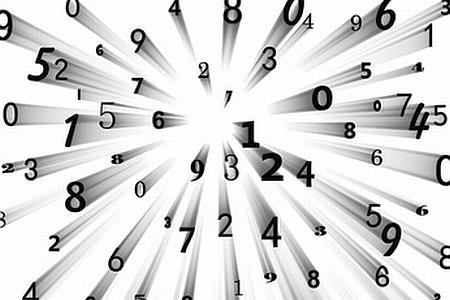 9 0 4 8 0 4 9 6 3
6 9 3 1
5 2 2 5 4
1 7 7 0 0 7 4 5
0 1 5 6 1 8
2 3 8 9 3 2 4 6 0
8 0 6
3 3 2 4 3 5 9
2 7
6 9 8 6
4 1